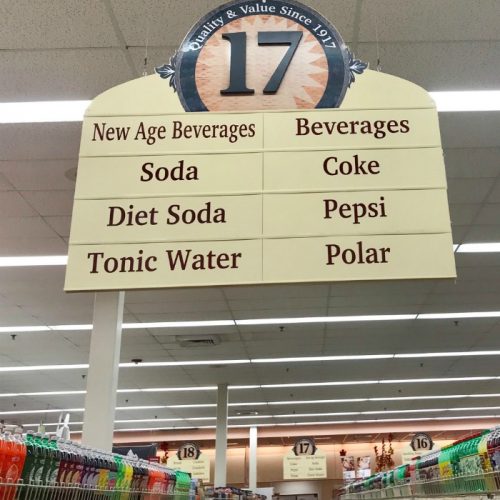 Quality & Value Since 1917
17
New Age Beverages
Beverages
Soda
Coke
Diet Soda
Pepsi
Tonic Water
Polar
18
17
16